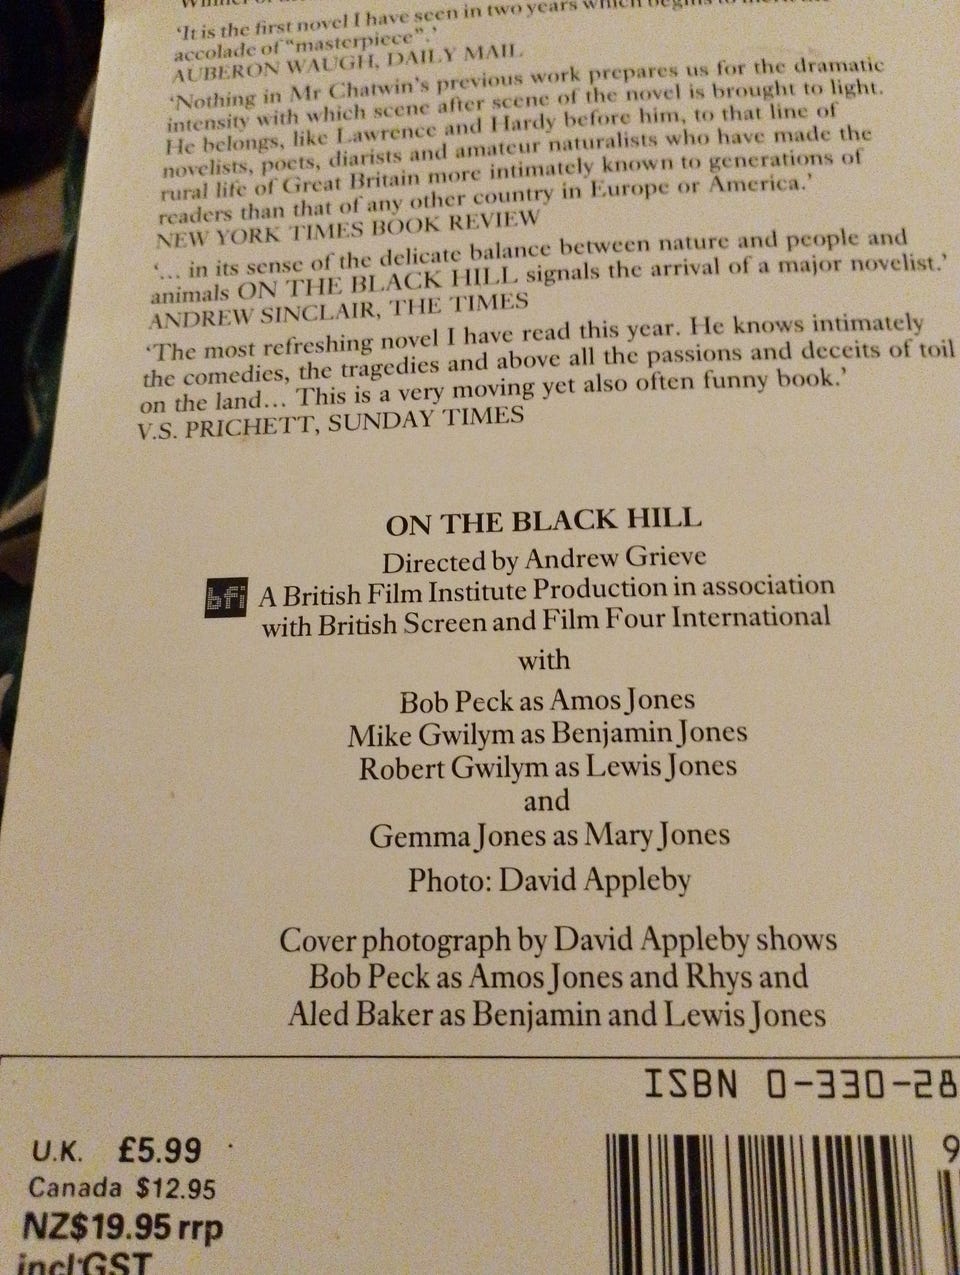 'It is the first novel I have seen in two years which begins to
accolade of "masterpiece".'
AUBERON WAUGH, DAILY MAIL
'Nothing in Mr Chatwin's previous work prepares us for the dramatic
intensity with which scene after scene of the novel is brought to light.
He belongs, like Lawrence and Hardy before him, to that line of
novelists, poets, diarists and amateur naturalists who have made the
rural life of Great Britain more intimately known to generations of
readers than that of any other country in Europe or America.'
NEW YORK TIMES BOOK REVIEW
'... in its sense of the delicate balance between nature and people and
animals ON THE BLACK HILL signals the arrival of a major novelist.'
ANDREW SINCLAIR, THE TIMES
'The most refreshing novel I have read this year. He knows intimately
the comedies, the tragedies and above all the passions and deceits of toil
on the land... This is a very moving yet also often funny book.'
V.S. PRICHETT, SUNDAY TIMES
ON THE BLACK HILL
Directed by Andrew Grieve
bfi A British Film Institute Production in association
with British Screen and Film Four International
with
Bob Peck as Amos Jones
Mike Gwilym as Benjamin Jones
Robert Gwilym as Lewis Jones
and
Gemma Jones as Mary Jones
Photo: David Appleby
Cover photograph by David Appleby shows
Bob Peck as Amos Jones and Rhys and
Aled Baker as Benjamin and Lewis Jones
ISBN 0-330-28
9
U.K. £5.99
Canada $12.95
NZ$19.95 rrp
incl GST